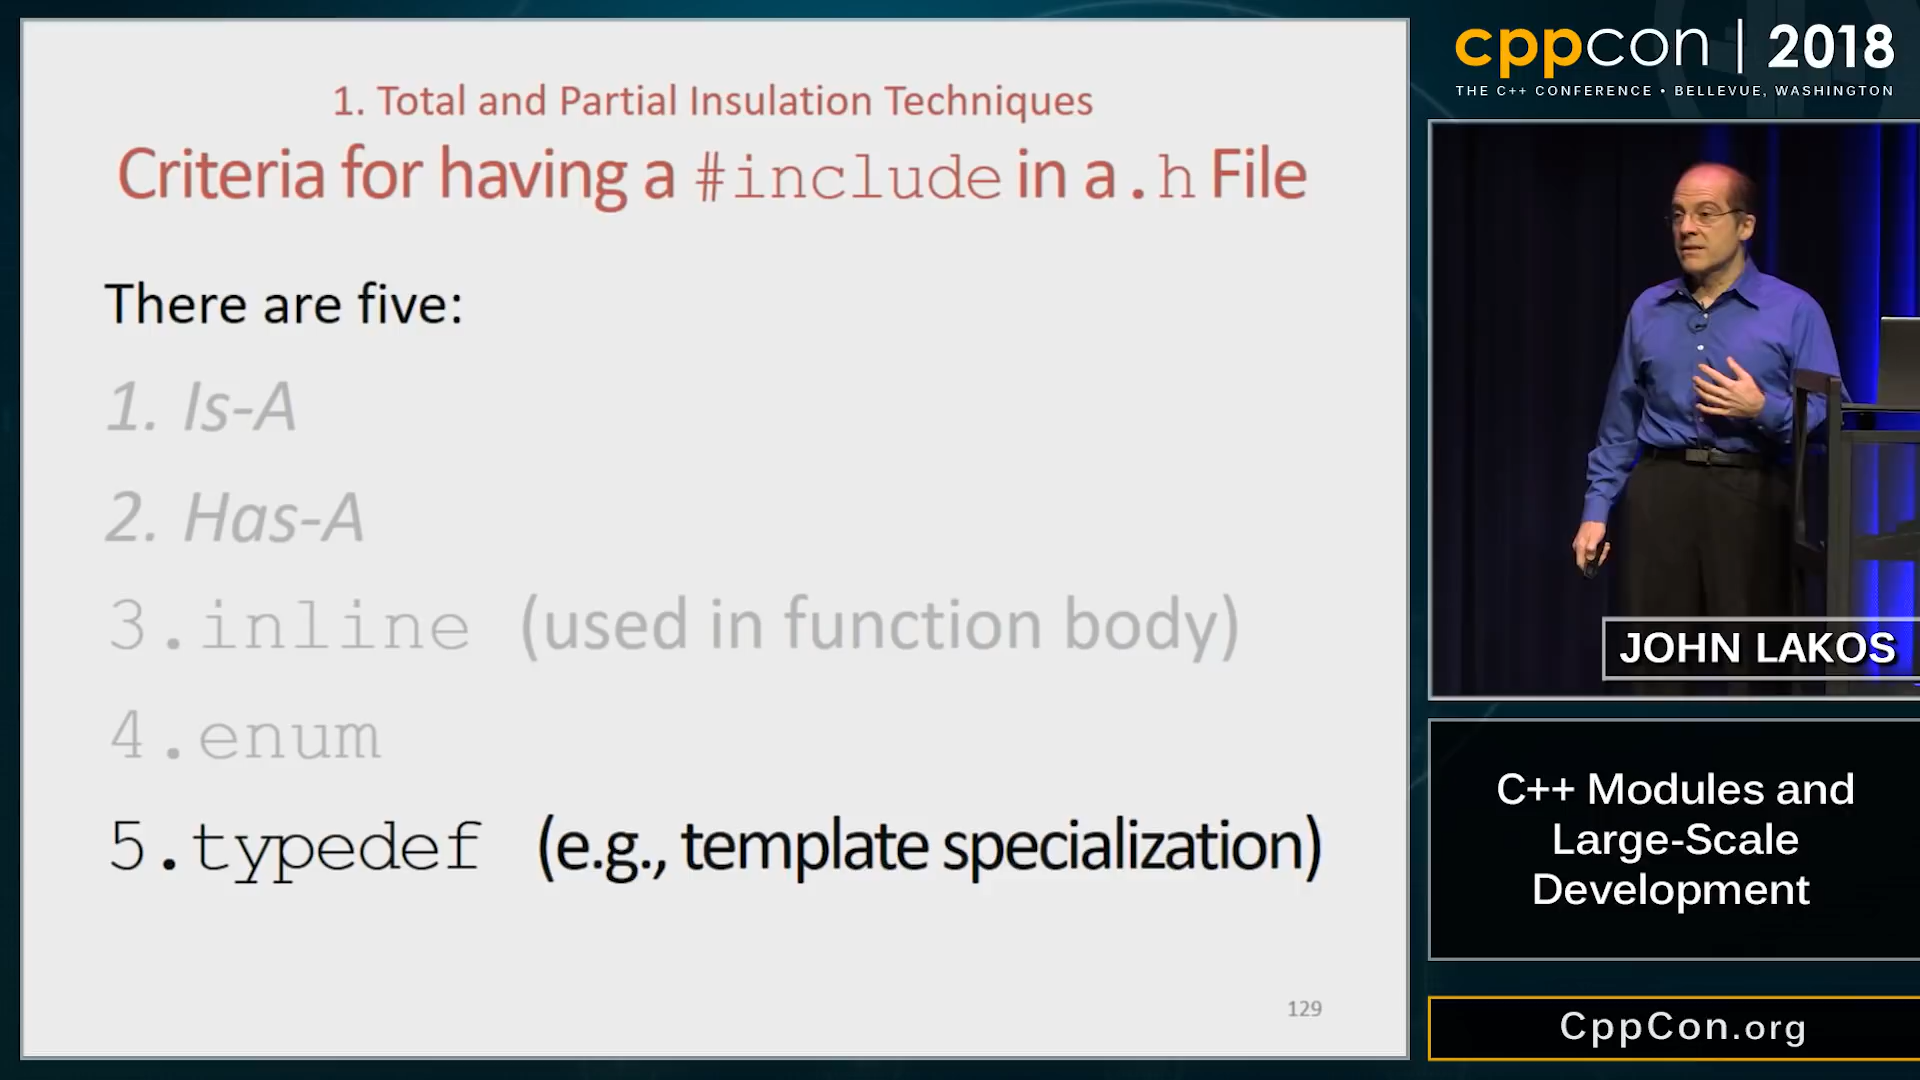 1. Total and Partial Insulation Techniques
Criteria for having a #include in a .h File
There are five:
1. Is-A
2. Has-A
3.inline (used in function body)
4.enum
5.typedef (e.g., template specialization)
129
cppcon | 2018
THE C++ CONFERENCE • BELLEVUE, WASHINGTON
JOHN LAKOS
C++ Modules and
Large-Scale
Development
CppCon.org